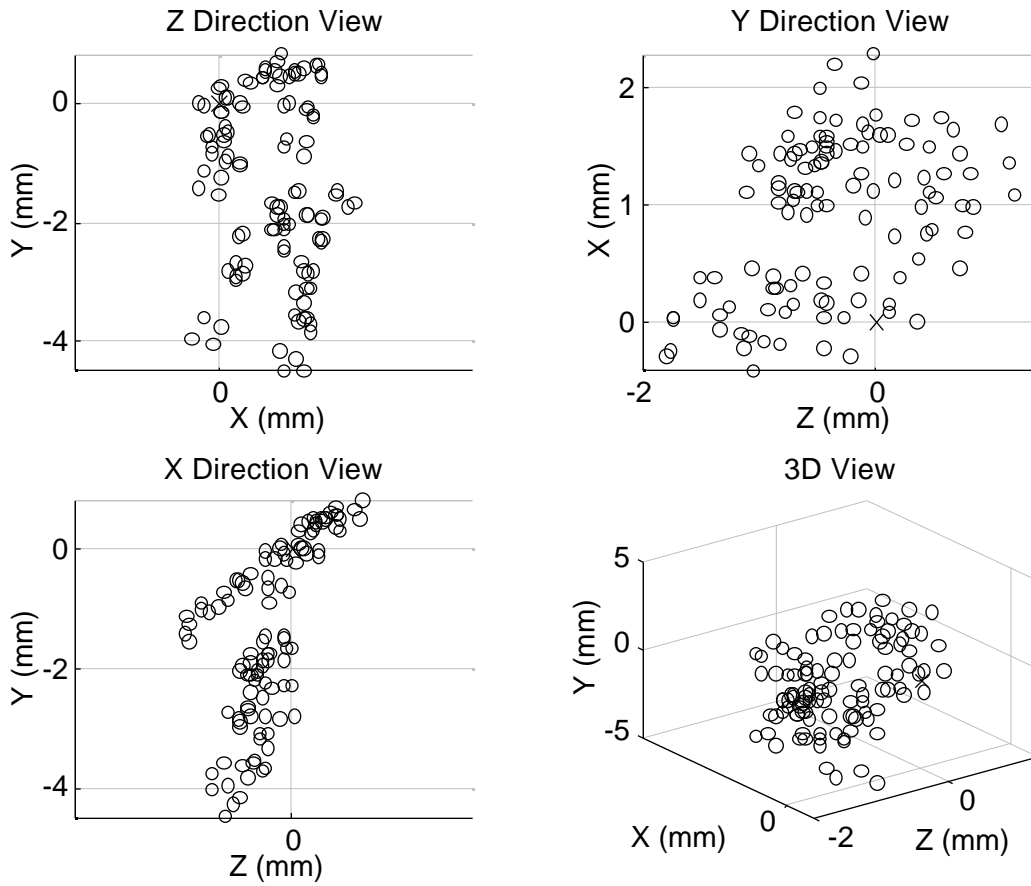 Z Direction View
0
-2
-4
Y (mm)
0
X (mm)
Y Direction View
2
1
0
X (mm)
-2
0
Z (mm)
X Direction View
0
-2
-4
Y (mm)
0
Z (mm)
3D View
5
0
-5
Y (mm)
0
-2
0
X (mm)
Z (mm)